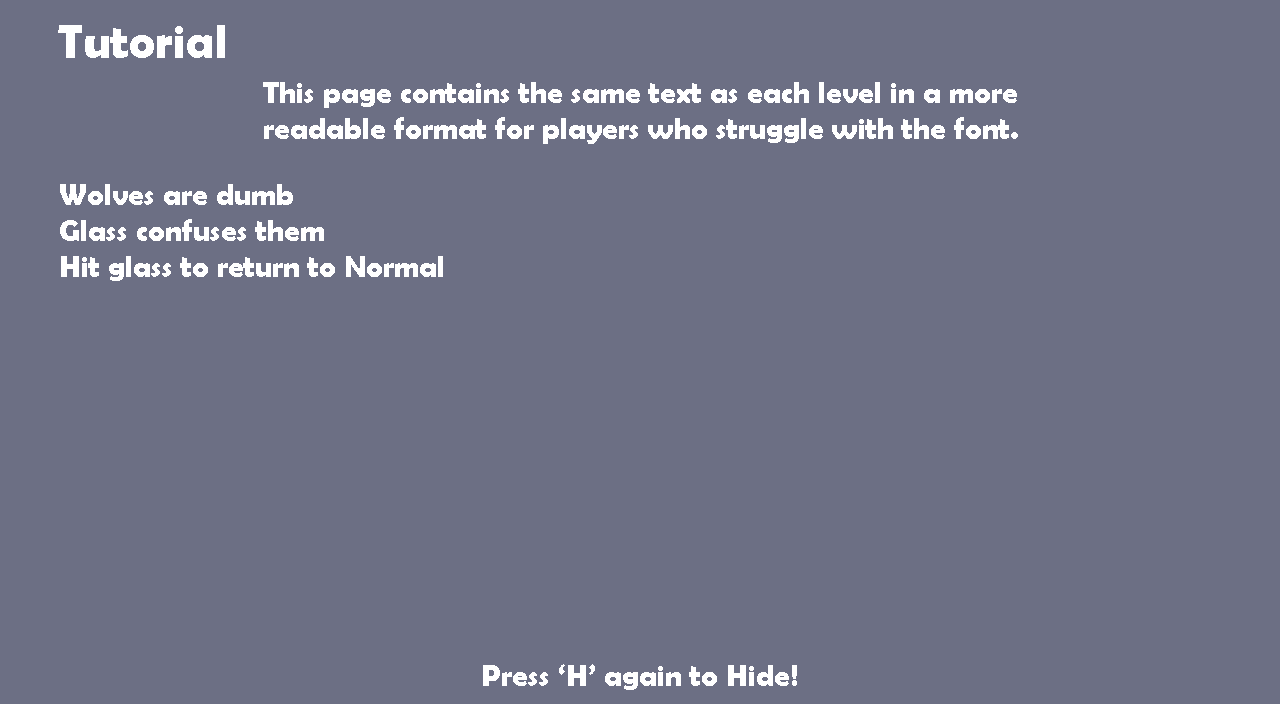 Tutorial
This page contains the same text as each level in a more
readable format for players who struggle with the font.
Wolves are dumb
Glass confuses them
Hit glass to return to Normal
Press ‘H’ again to Hide!